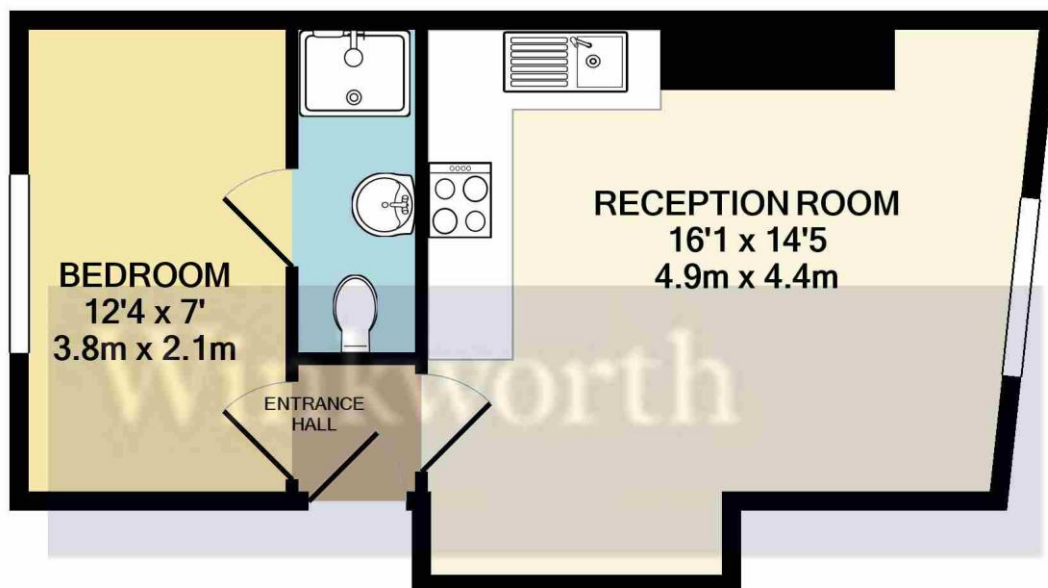 RECEPTION ROOM
16'1 x 14'5
4.9m x 4.4m
BEDROOM
12'4 x 7'
3.8m x 2.1m
ENTRANCE
HALL
Winkworth